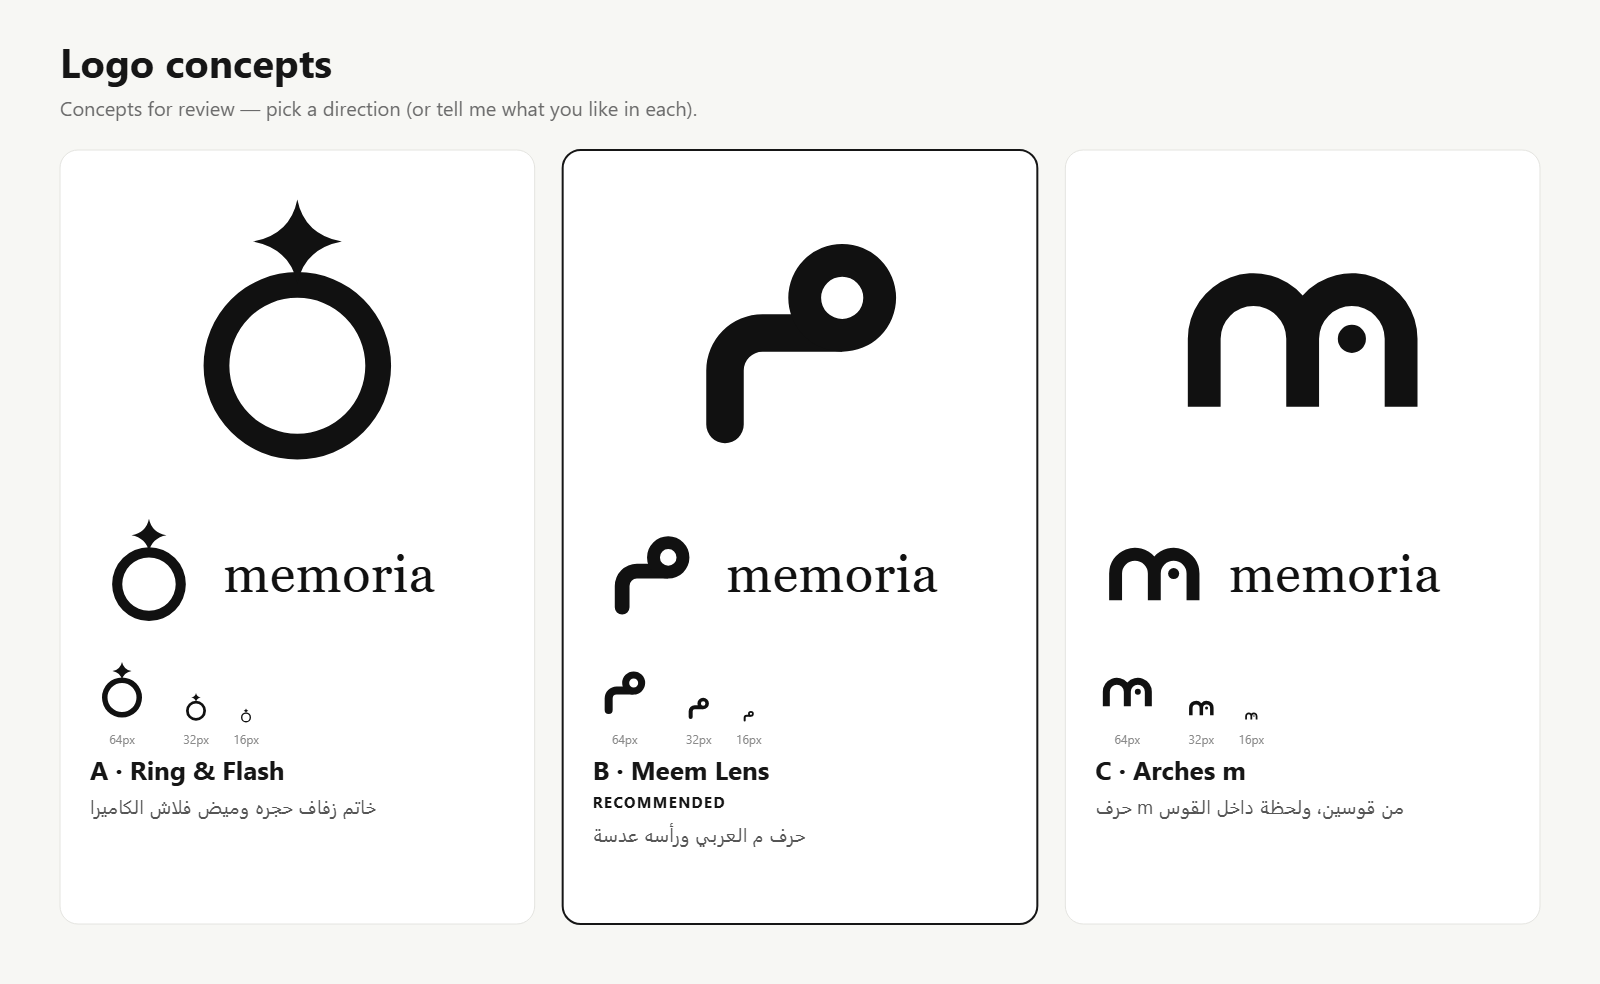 Logo concepts
Concepts for review — pick a direction (or tell me what you like in each).
memoria
64px 32px 16px
A · Ring & Flash
خاتم زفاف حجره وميض فلاش الكاميرا
memoria
64px 32px 16px
B · Meem Lens
RECOMMENDED
حرف م العربي ورأسه عدسة
memoria
64px 32px 16px
C · Arches m
حرف m من قوسين، ولحظة داخل القوس